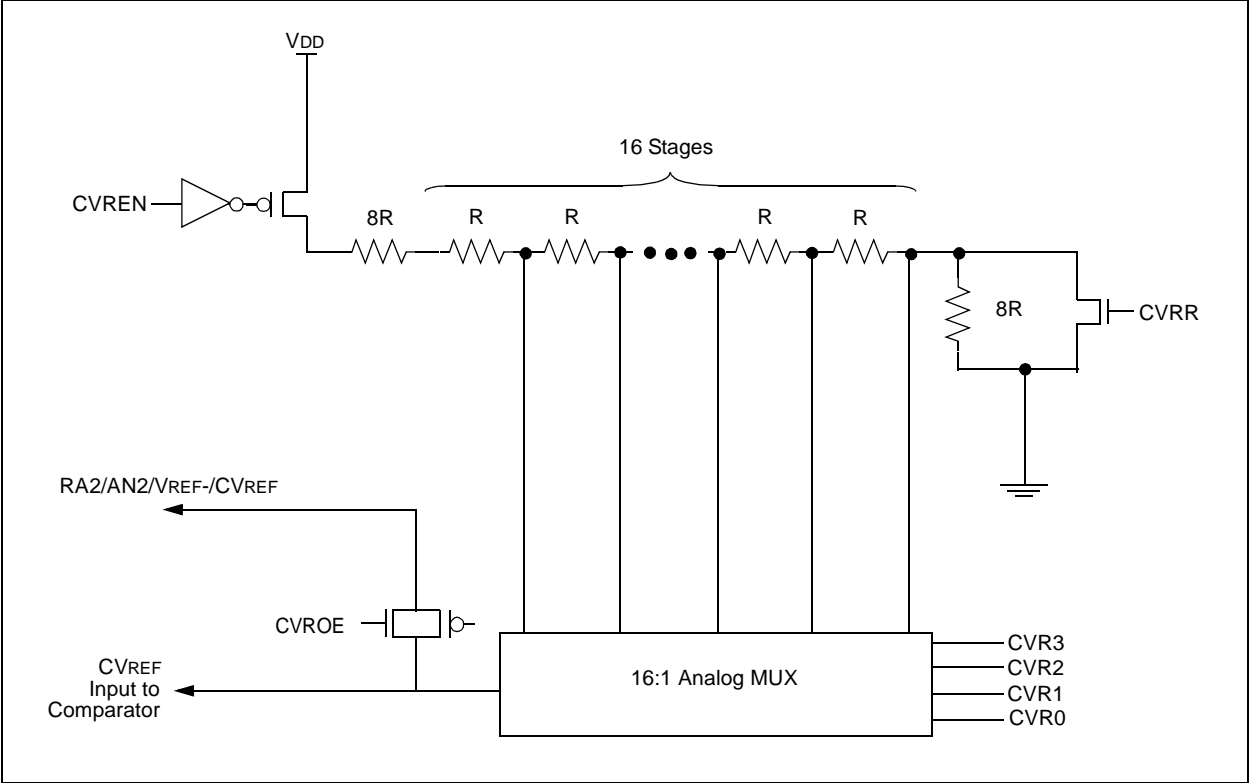 VDD
16 Stages
CVREN
8R
R
R
R
R
8R
CVRR
RA2/AN2/VREF-/CVREF
CVROE
CVREF
Input to
Comparator
16:1 Analog MUX
CVR3
CVR2
CVR1
CVR0